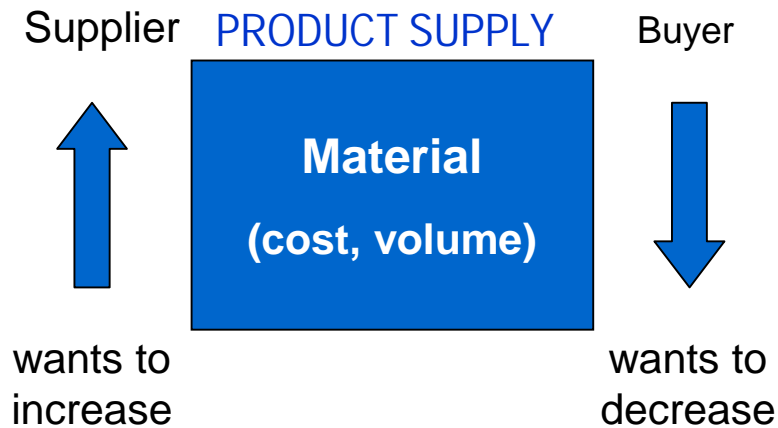 Supplier PRODUCT SUPPLY Buyer
Material
(cost, volume)
wants to
increase
wants to
decrease